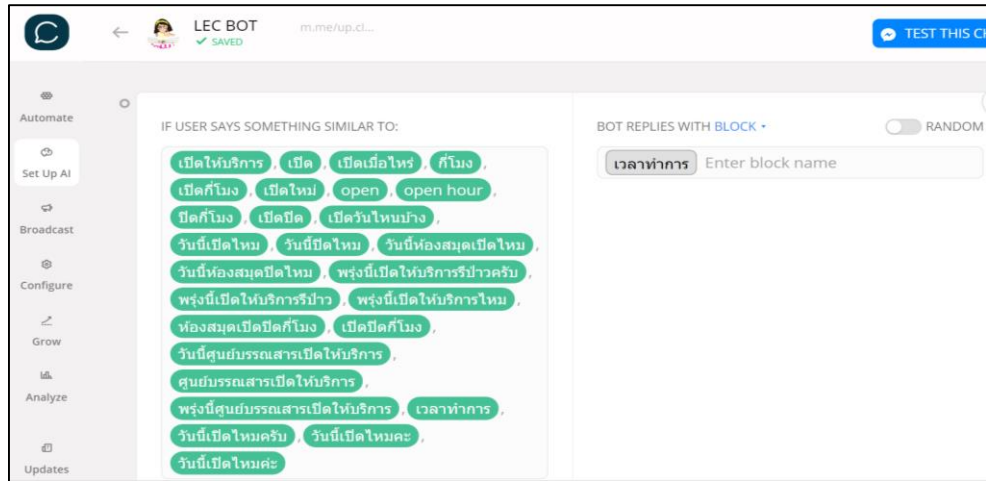 LEC BOT
m.me/up.cl...
SAVED
TEST THIS CH
Automate
Set Up AI
Broadcast
Configure
Grow
Analyze
Updates
IF USER SAYS SOMETHING SIMILAR TO:
เปิดให้บริการ , เปิด , เปิดเมื่อไหร่ , กี่โมง ,
เปิดกี่โมง , เปิดใหม่ , open , open hour ,
ปิดกี่โมง , เปิดปิด , เปิดวันไหนบ้าง ,
วันนี้เปิดไหม , วันนี้ปิดไหม , วันนี้ห้องสมุดเปิดไหม ,
วันนี้ห้องสมุดปิดไหม , พรุ่งนี้เปิดให้บริการรึป่าวครับ ,
พรุ่งนี้เปิดให้บริการรึป่าว , พรุ่งนี้เปิดให้บริการไหม ,
ห้องสมุดเปิดปิดกี่โมง , เปิดปิดกี่โมง ,
วันนี้ศูนย์บรรณสารเปิดให้บริการ ,
ศูนย์บรรณสารเปิดให้บริการ ,
พรุ่งนี้ศูนย์บรรณสารเปิดให้บริการ , เวลาทำการ ,
วันนี้เปิดไหมครับ , วันนี้เปิดไหมคะ ,
วันนี้เปิดไหมค่ะ
BOT REPLIES WITH BLOCK
RANDOM
เวลาทำการ Enter block name